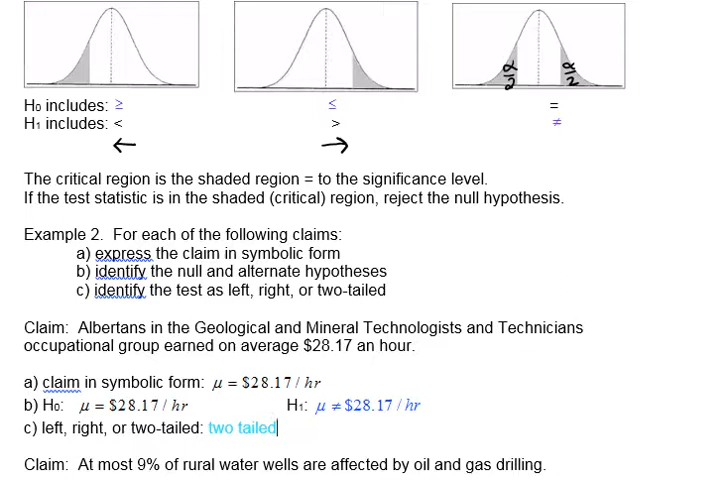 α/2 α/2
H₀ includes: ≥ ≤ =
H₁ includes: < > ≠
← →
The critical region is the shaded region = to the significance level.
If the test statistic is in the shaded (critical) region, reject the null hypothesis.
Example 2. For each of the following claims:
a) express the claim in symbolic form
b) identify the null and alternate hypotheses
c) identify the test as left, right, or two-tailed
Claim: Albertans in the Geological and Mineral Technologists and Technicians
occupational group earned on average $28.17 an hour.
a) claim in symbolic form: μ = $28.17 / hr
b) H₀: μ = $28.17 / hr H₁: μ ≠ $28.17 / hr
c) left, right, or two-tailed: two tailed
Claim: At most 9% of rural water wells are affected by oil and gas drilling.